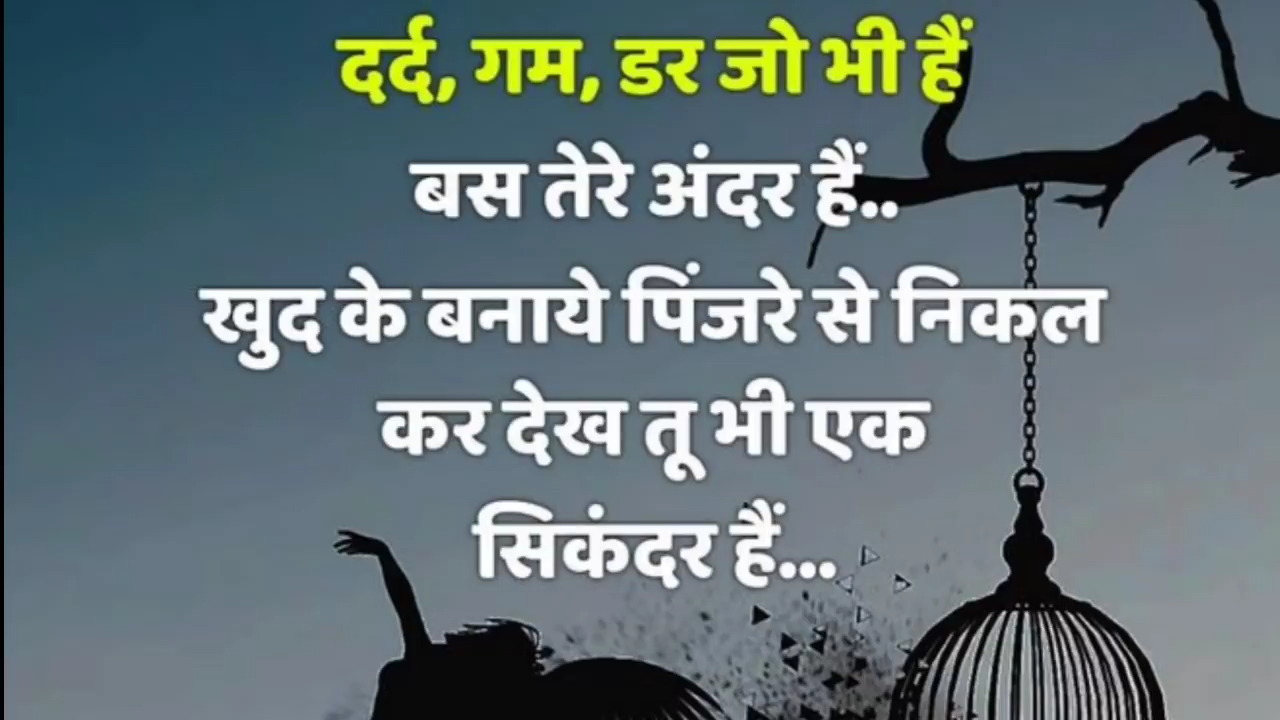 दर्द, गम, डर जो भी हैं
बस तेरे अंदर हैं..
खुद के बनाये पिंजरे से निकल
कर देख तू भी एक
सिकंदर हैं...